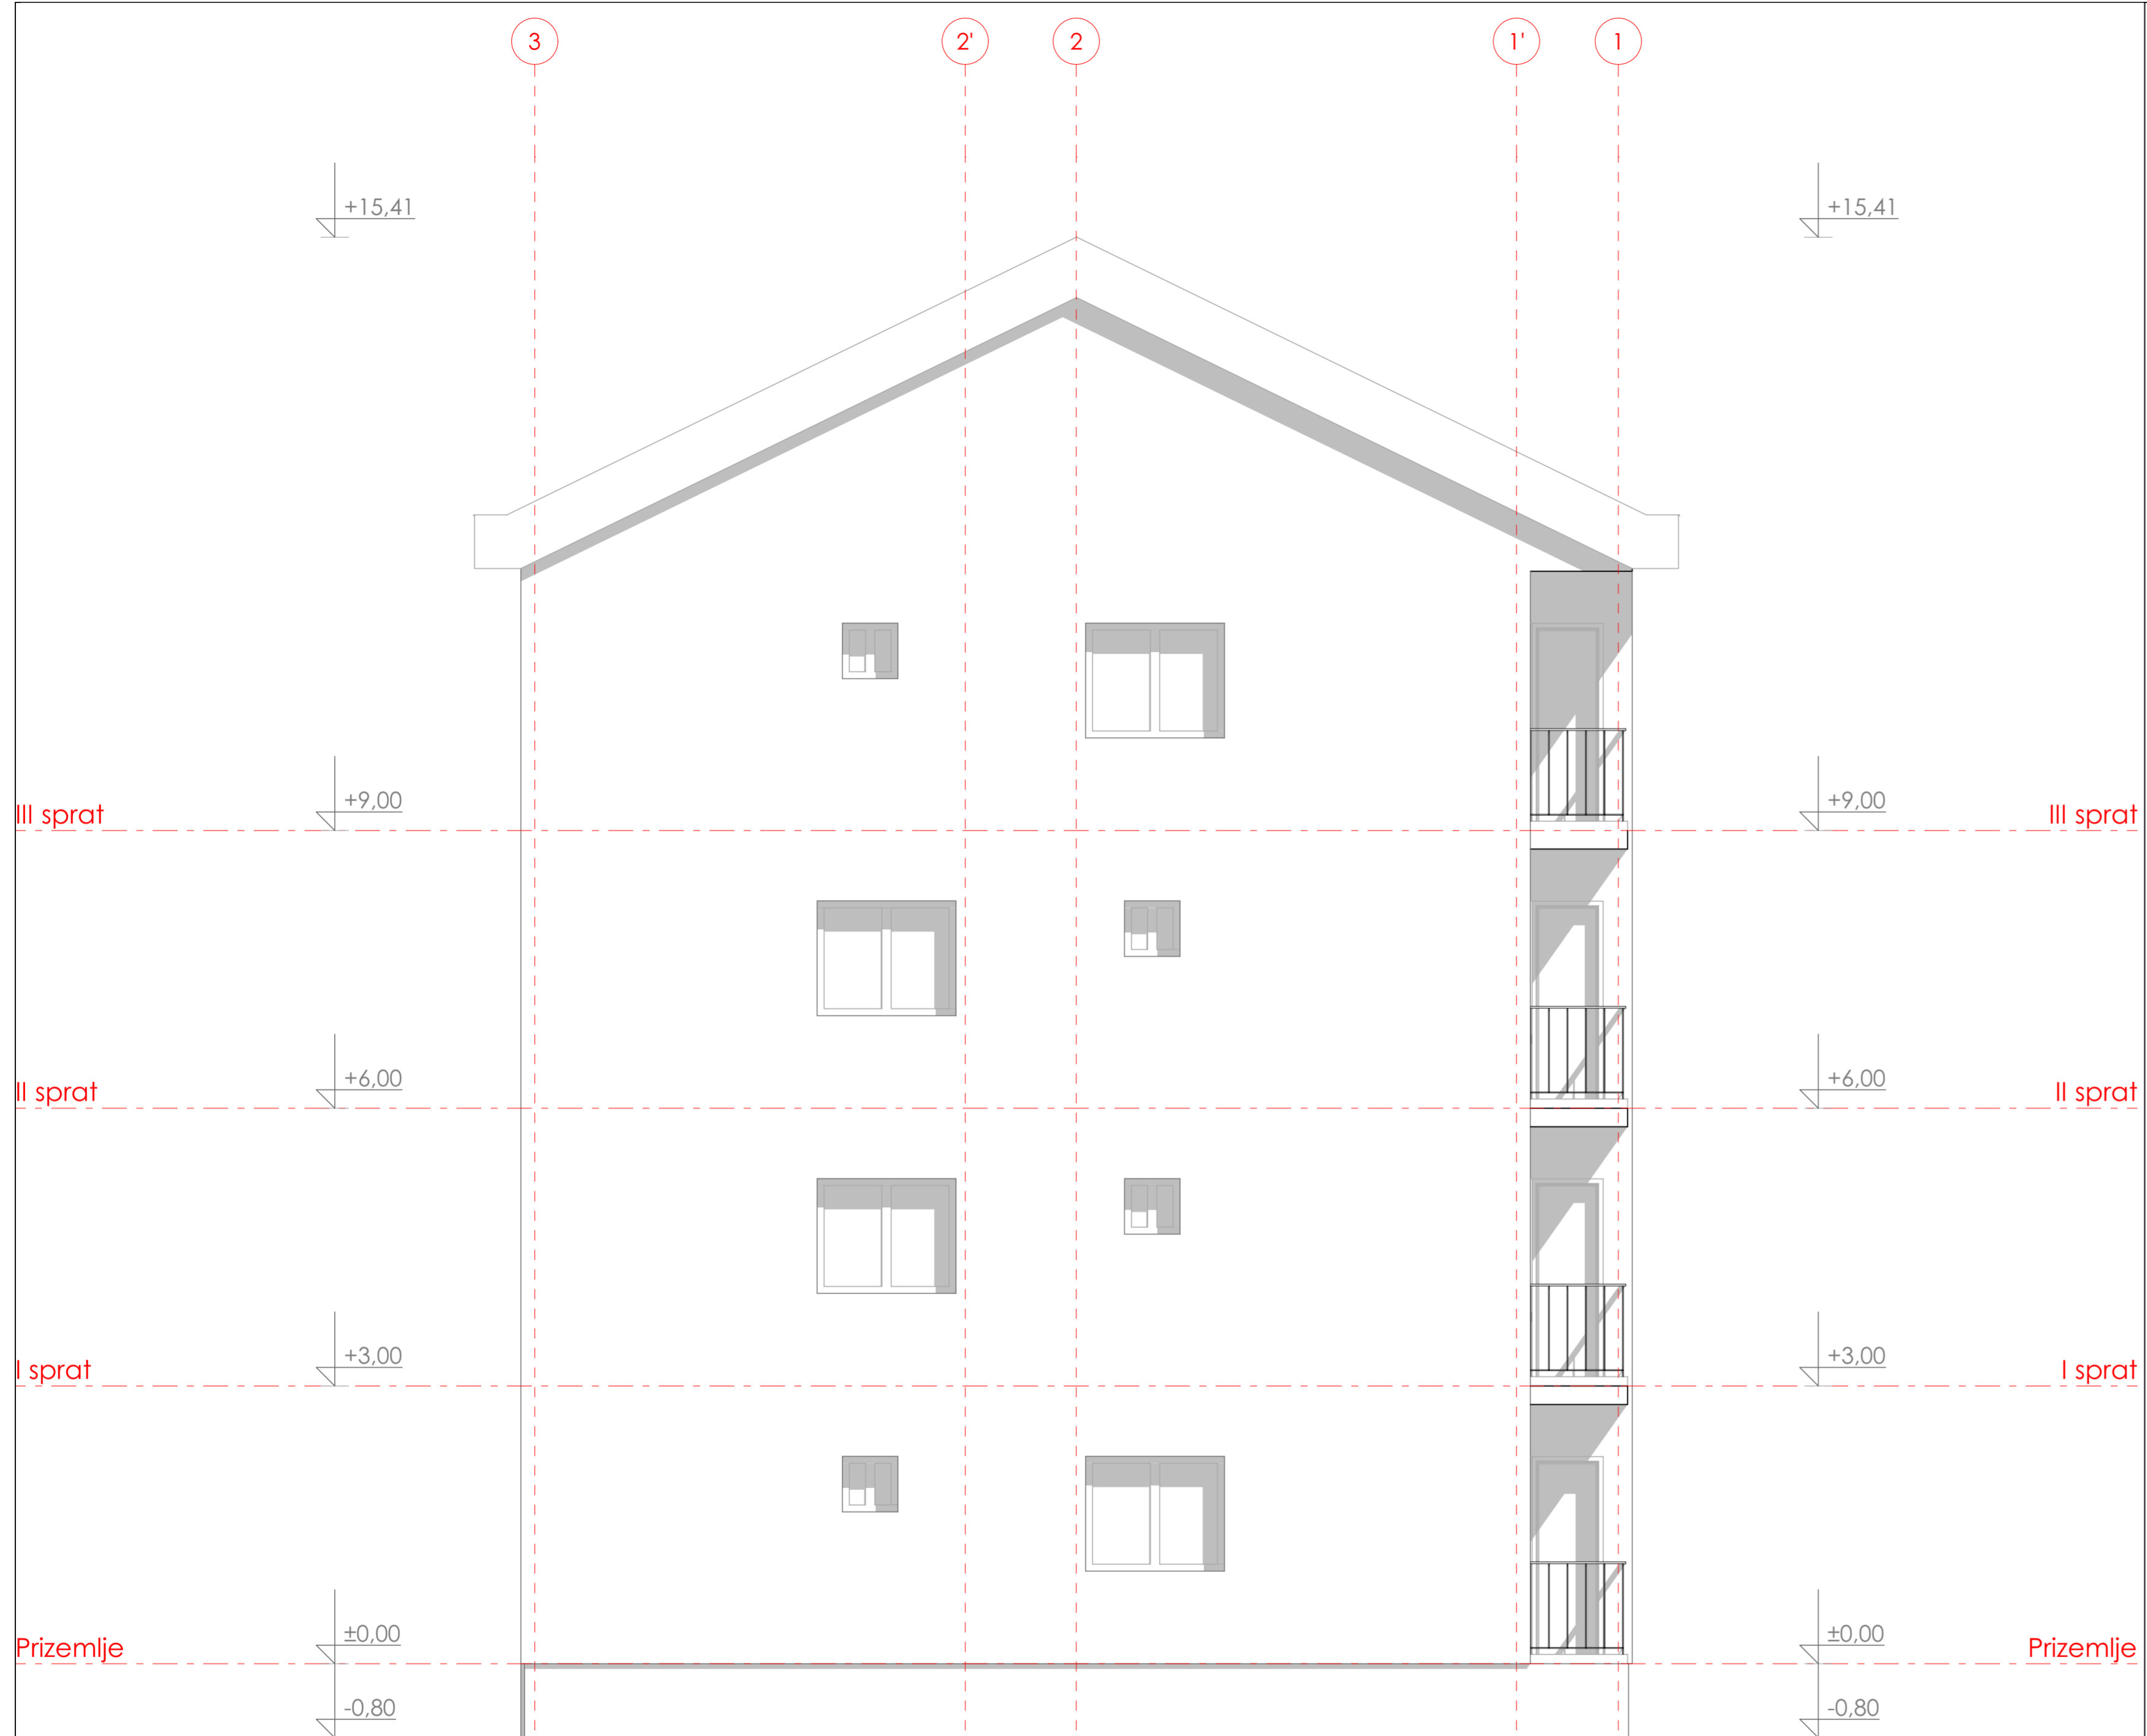 3 2' 2 1' 1
+15,41 +15,41
+9,00 +9,00
III sprat III sprat
+6,00 +6,00
II sprat II sprat
+3,00 +3,00
I sprat I sprat
±0,00 ±0,00
Prizemlje Prizemlje
-0,80 -0,80